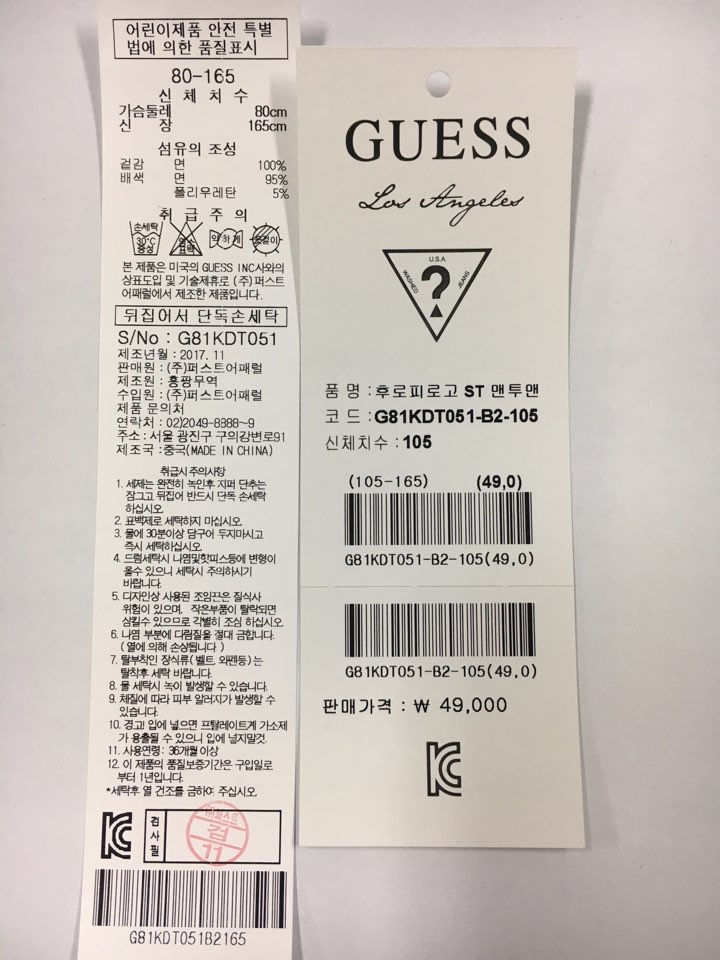 어린이제품 안전 특별
법에 의한 품질표시
80-165
신 체 치 수
가슴둘레 80cm
신 장 165cm
섬유의 조성
겉감 면 100%
배색 면 95%
폴리우레탄 5%
취 급 주 의
손세탁
30°C
중성
염소
표백
약하게
옷걸이
본 제품은 미국의 GUESS INC사와의
상표도입 및 기술제휴로 (주)퍼스트
어패럴에서 제조한 제품입니다.
뒤집어서 단독손세탁
S/No : G81KDT051
제조년월 : 2017. 11
판매원 : (주)퍼스트어패럴
제조원 : 홍팡무역
수입원 : (주)퍼스트어패럴
제품 문의처
연락처 : 02)2049-8888~9
주소 : 서울 광진구 구의강변로91
제조국 : 중국(MADE IN CHINA)
취급시 주의사항
1. 세제는 완전히 녹인후 지퍼 단추는
잠그고 뒤집어 반드시 단독 손세탁
하십시오.
2. 표백제로 세탁하지 마십시오.
3. 물에 30분이상 담구어 두지마시고
즉시 세탁하십시오.
4. 드럼세탁시 나염및핫피스등에 변형이
올수 있으니 세탁시 주의하시기
바랍니다.
5. 디자인상 사용된 조임끈은 질식사
위험이 있으며, 작은부품이 탈락되면
삼킬수 있으므로 각별히 조심 하십시오.
6. 나염 부분에 다림질을 절대 금합니다.
( 열에 의해 손상됩니다 )
7. 탈부착인 장식류( 벨트, 와펜등) 는
탈착후 세탁 바랍니다.
8. 물 세탁시 녹이 발생할 수 있습니다.
9. 체질에 따라 피부 알러지가 발생할 수
있습니다.
10. 경고! 입에 넣으면 프탈레이트계 가소제
가 용출될 수 있으니 입에 넣지말것.
11. 사용연령: 36개월 이상
12. 이 제품의 품질보증기간은 구입일로
부터 1년입니다.
*세탁후 열 건조를 금하여 주십시오.
KC
검사필
(주)퍼스트
검
11
G81KDT051B2165
GUESS
Los Angeles
U.S.A.
WASHED
?
JEANS
품 명 : 후로피로고 ST 맨투맨
코 드 : G81KDT051-B2-105
신체치수 : 105
(105-165) (49,0)
G81KDT051-B2-105(49,0)
G81KDT051-B2-105(49,0)
판매가격 : ₩ 49,000
KC